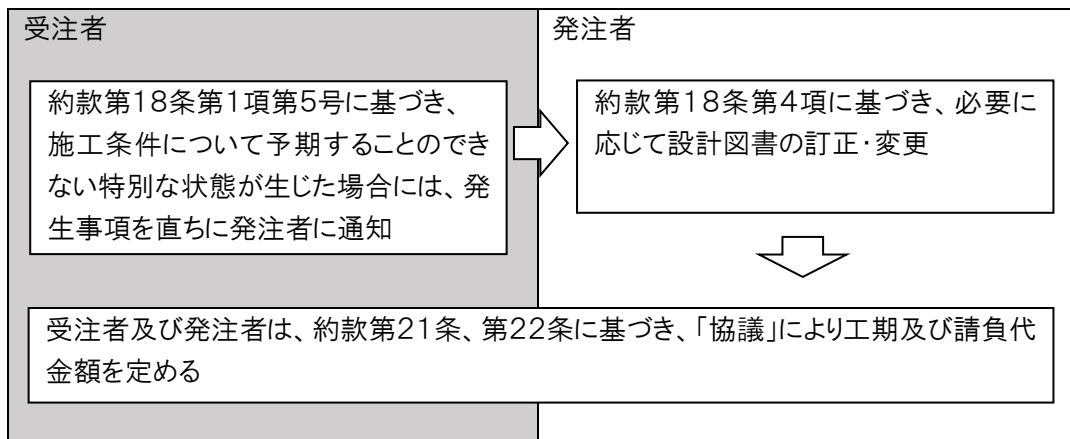 受注者
発注者
約款第18条第1項第5号に基づき、
施工条件について予期することのでき
ない特別な状態が生じた場合には、発
生事項を直ちに発注者に通知
約款第18条第4項に基づき、必要に
応じて設計図書の訂正・変更
受注者及び発注者は、約款第21条、第22条に基づき、「協議」により工期及び請負代
金額を定める